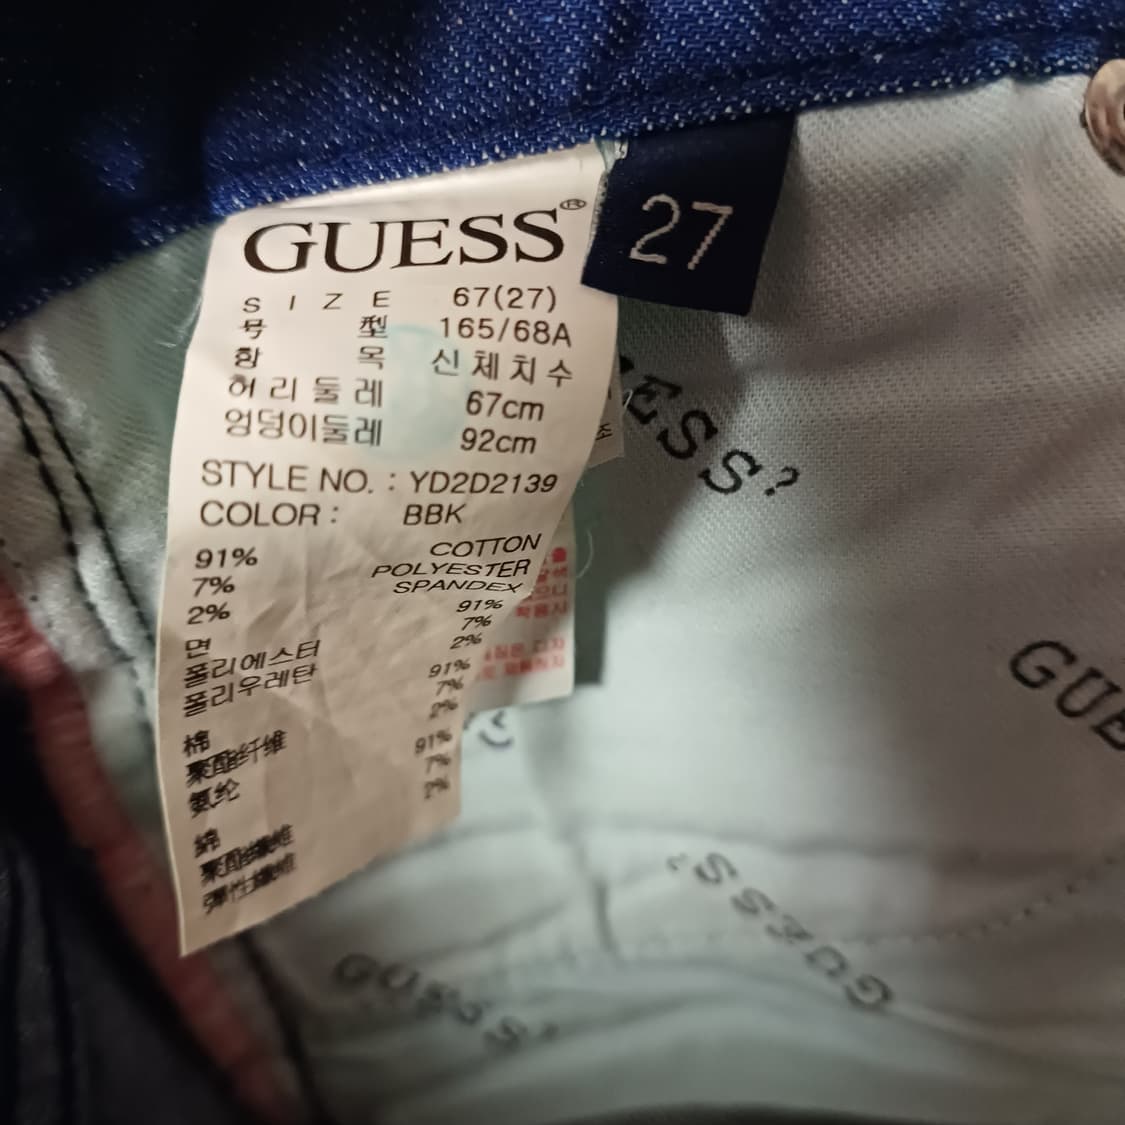 GUESS®
27
SIZE 67(27)
号型 165/68A
항목 신체치수
허리둘레 67cm
엉덩이둘레 92cm
STYLE NO. : YD2D2139
COLOR : BBK
91% COTTON
7% POLYESTER
2% SPANDEX
면 91%
폴리에스터 7%
폴리우레탄 2%
棉 91%
聚酯纤维 7%
氨纶 2%
綿 91%
聚酯纖維 7%
彈性纖維 2%
조
ESS?
GUE
GUESS?
GUESS?